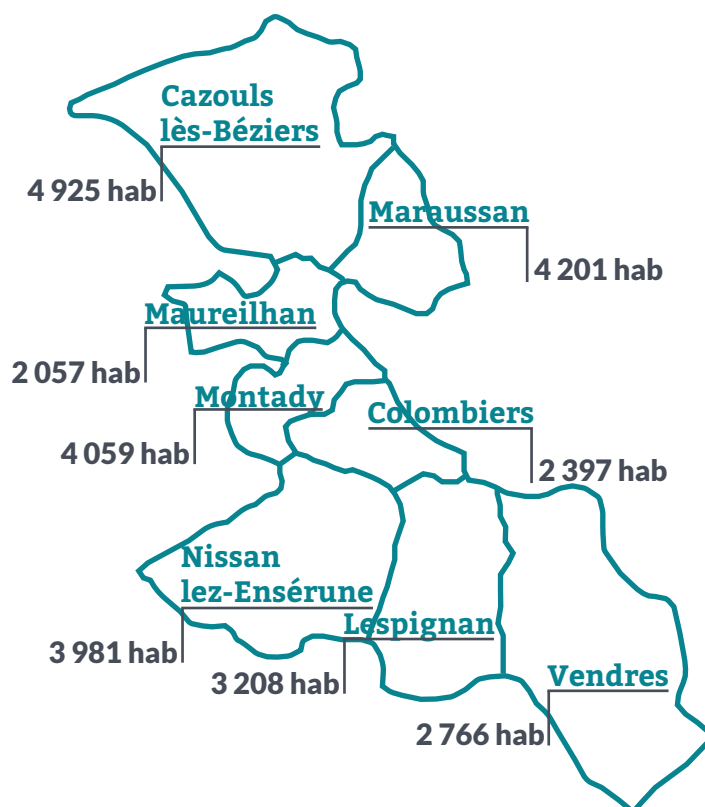 Cazouls
lès-Béziers
4 925 hab
Maraussan
4 201 hab
Maureilhan
2 057 hab
Montady
4 059 hab
Colombiers
2 397 hab
Nissan
lez-Ensérune
3 981 hab
Lespignan
3 208 hab
Vendres
2 766 hab